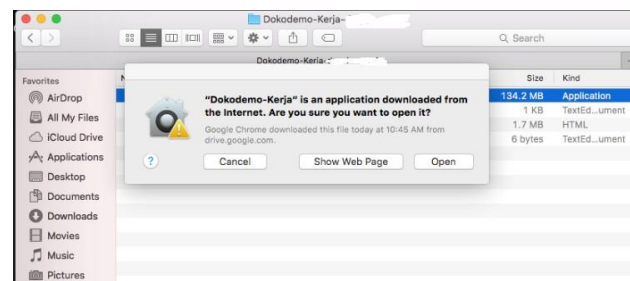 Dokodemo-Kerja-
Search
Dokodemo-Kerja-
Favorites
AirDrop
All My Files
iCloud Drive
Applications
Desktop
Documents
Downloads
Movies
Music
Pictures
"Dokodemo-Kerja" is an application downloaded from
the Internet. Are you sure you want to open it?
Google Chrome downloaded this file today at 10:45 AM from
drive.google.com.
?
Cancel
Show Web Page
Open
Size Kind
134.2 MB Application
1 KB TextEd...ument
1.7 MB HTML
6 bytes TextEd...ument